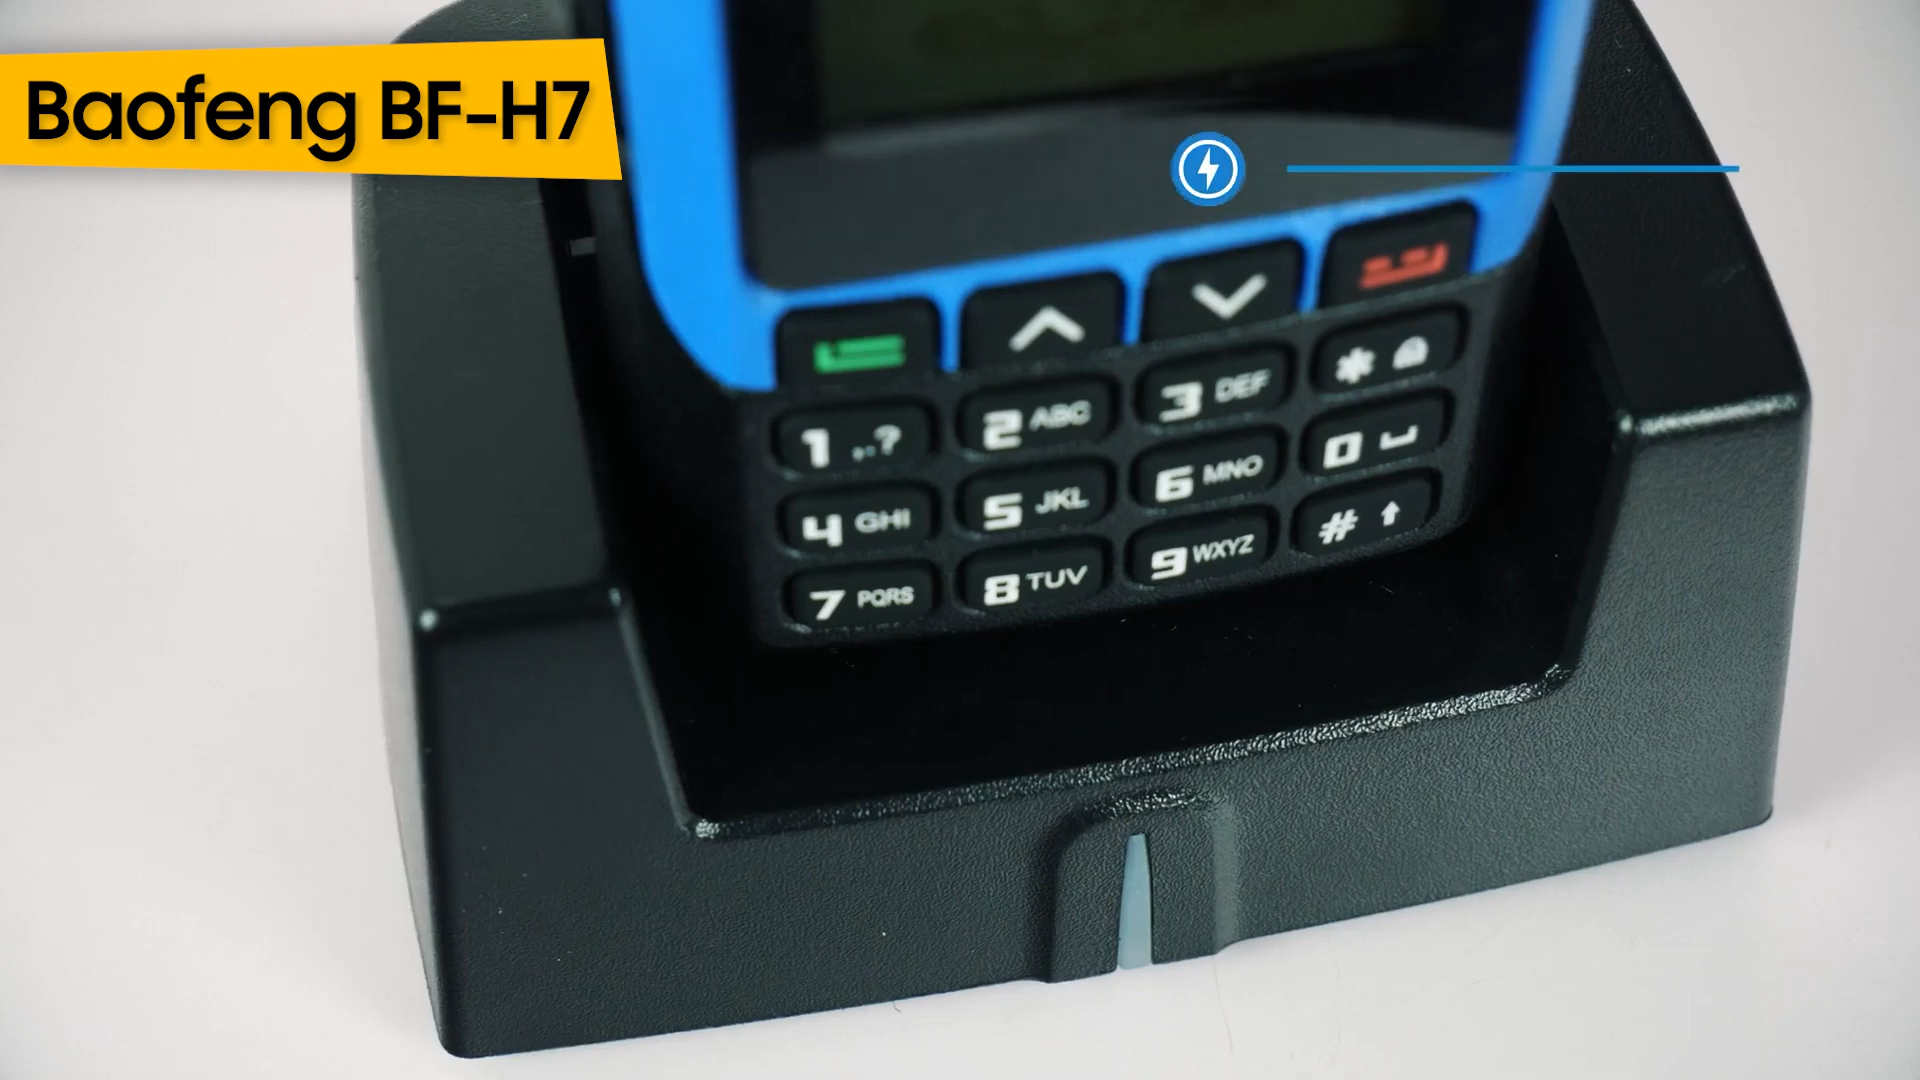 Baofeng BF-H7
1 ,.?
2 ABC
3 DEF
*
4 GHI
5 JKL
6 MNO
0
7 PQRS
8 TUV
9 WXYZ
#